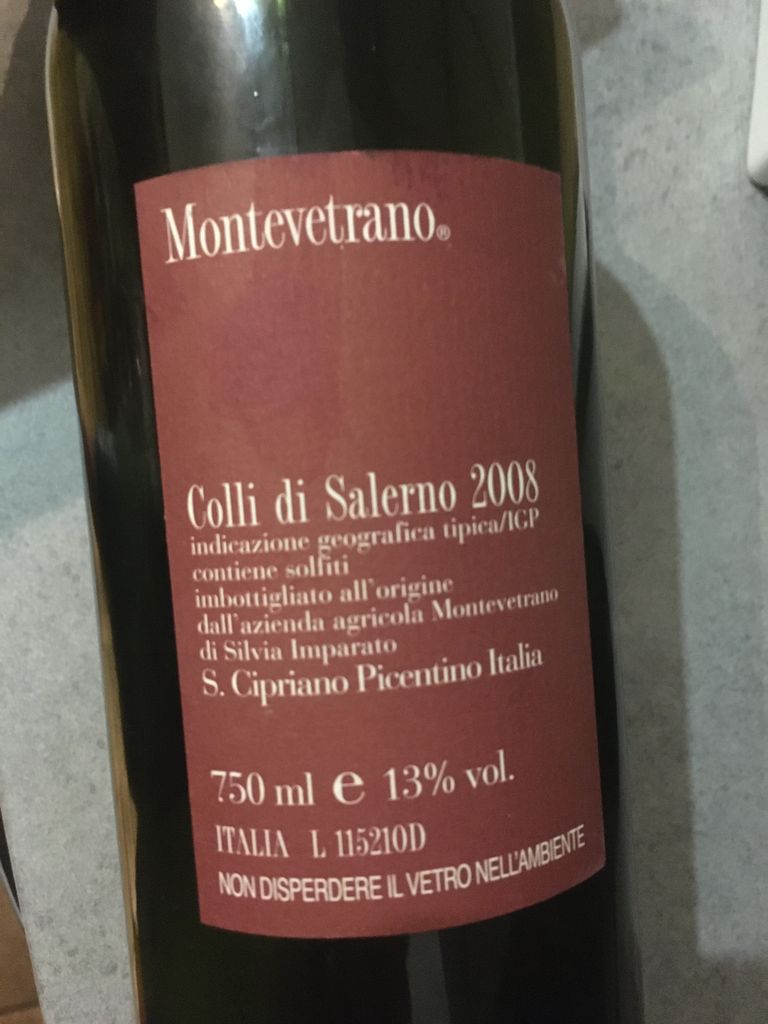 Montevetrano®
Colli di Salerno 2008
indicazione geografica tipica/IGP
contiene solfiti
imbottigliato all'origine
dall'azienda agricola Montevetrano
di Silvia Imparato
S. Cipriano Picentino Italia
750 ml e 13% vol.
ITALIA L 115210D
NON DISPERDERE IL VETRO NELL'AMBIENTE